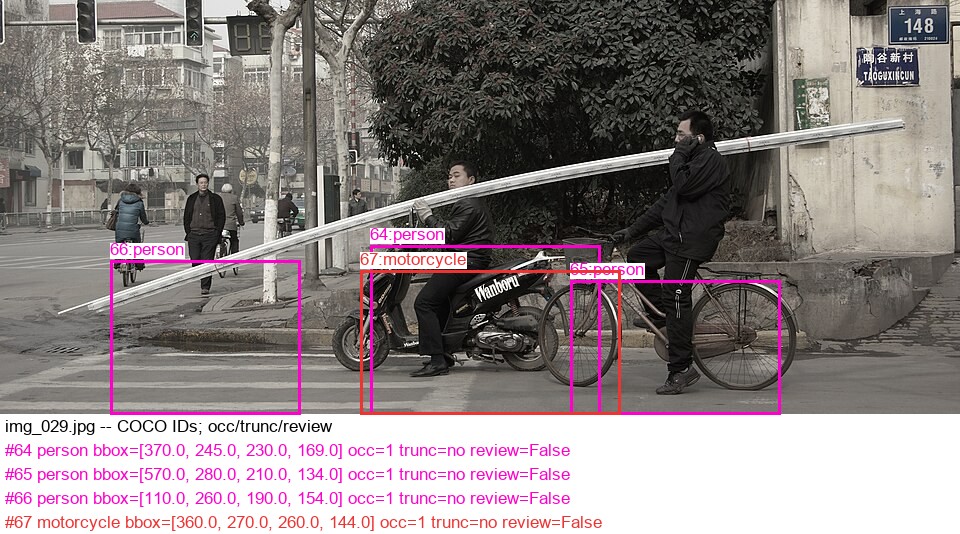 上海路
148
陶谷新村
TAOGUXINCUN
64:person
66:person
67:motorcycle
65:person
Wanboru
img_029.jpg -- COCO IDs; occ/trunc/review
#64 person bbox=[370.0, 245.0, 230.0, 169.0] occ=1 trunc=no review=False
#65 person bbox=[570.0, 280.0, 210.0, 134.0] occ=1 trunc=no review=False
#66 person bbox=[110.0, 260.0, 190.0, 154.0] occ=1 trunc=no review=False
#67 motorcycle bbox=[360.0, 270.0, 260.0, 144.0] occ=1 trunc=no review=False